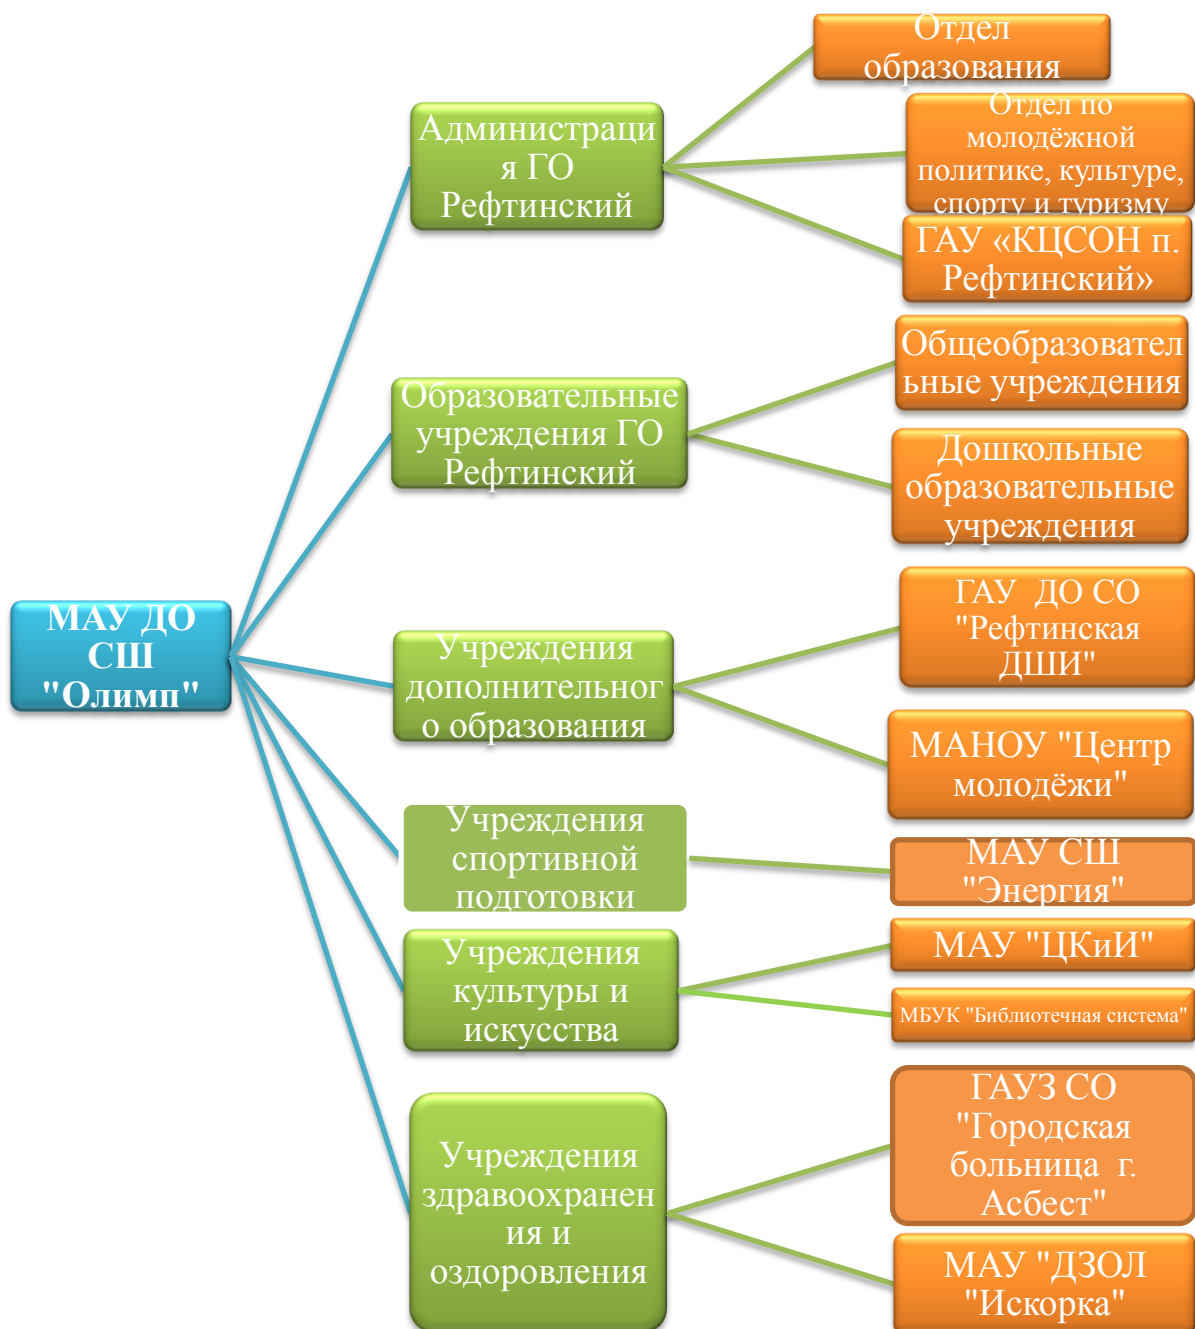 МАУ ДО
СШ
"Олимп"
Администраци
я ГО
Рефтинский
Отдел
образования
Отдел по
молодёжной
политике, культуре,
спорту и туризму
ГАУ «КЦСОН п.
Рефтинский»
Образовательные
учреждения ГО
Рефтинский
Общеобразовател
ьные учреждения
Дошкольные
образовательные
учреждения
Учреждения
дополнительног
о образования
ГАУ  ДО СО
"Рефтинская
ДШИ"
МАНОУ "Центр
молодёжи"
Учреждения
спортивной
подготовки
МАУ СШ
"Энергия"
Учреждения
культуры и
искусства
МАУ "ЦКиИ"
МБУК "Библиотечная система"
Учреждения
здравоохранен
ия и
оздоровления
ГАУЗ СО
"Городская
больница  г.
Асбест"
МАУ "ДЗОЛ
"Искорка"